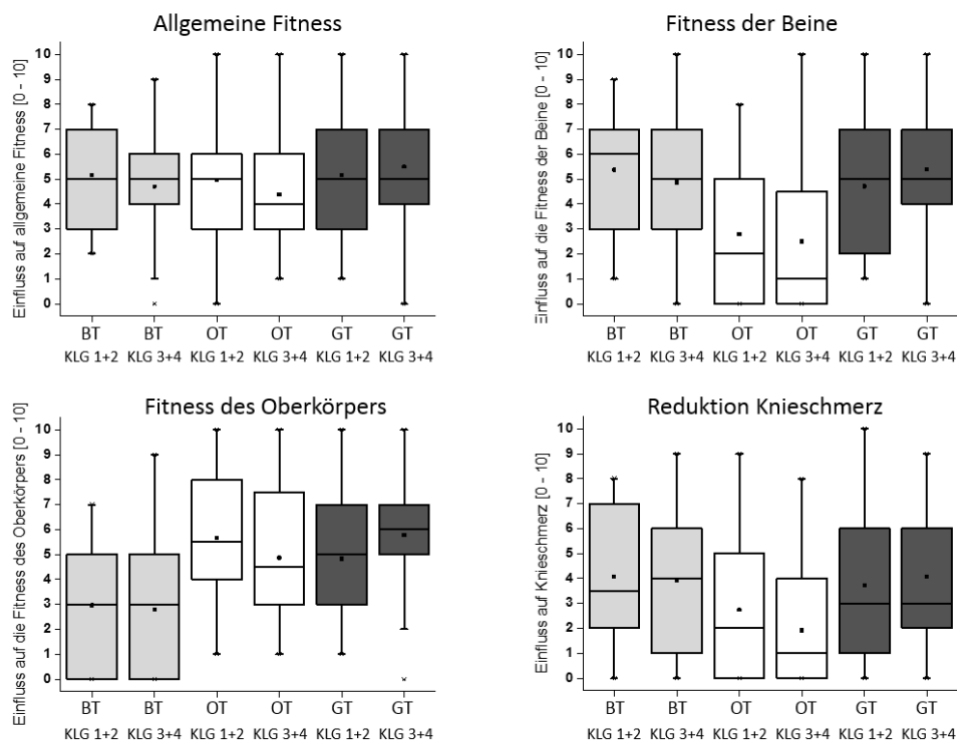 Allgemeine Fitness
Einfluss auf allgemeine Fitness [0 - 10]
10
9
8
7
6
5
4
3
2
1
0
BT BT OT OT GT GT
KLG 1+2 KLG 3+4 KLG 1+2 KLG 3+4 KLG 1+2 KLG 3+4
Fitness der Beine
Einfluss auf die Fitness der Beine [0 - 10]
10
9
8
7
6
5
4
3
2
1
0
BT BT OT OT GT GT
KLG 1+2 KLG 3+4 KLG 1+2 KLG 3+4 KLG 1+2 KLG 3+4
Fitness des Oberkörpers
Einfluss auf die Fitness des Oberkörpers [0 - 10]
10
9
8
7
6
5
4
3
2
1
0
BT BT OT OT GT GT
KLG 1+2 KLG 3+4 KLG 1+2 KLG 3+4 KLG 1+2 KLG 3+4
Reduktion Knieschmerz
Einfluss auf Knieschmerz [0 - 10]
10
9
8
7
6
5
4
3
2
1
0
BT BT OT OT GT GT
KLG 1+2 KLG 3+4 KLG 1+2 KLG 3+4 KLG 1+2 KLG 3+4